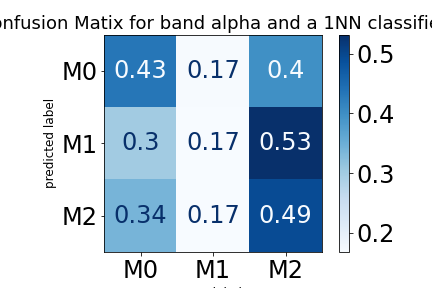 onfusion Matix for band alpha and a 1NN classifie
M0 0.43 0.17 0.4
M1 0.3 0.17 0.53
M2 0.34 0.17 0.49
M0 M1 M2
predicted label
0.5
0.4
0.3
0.2